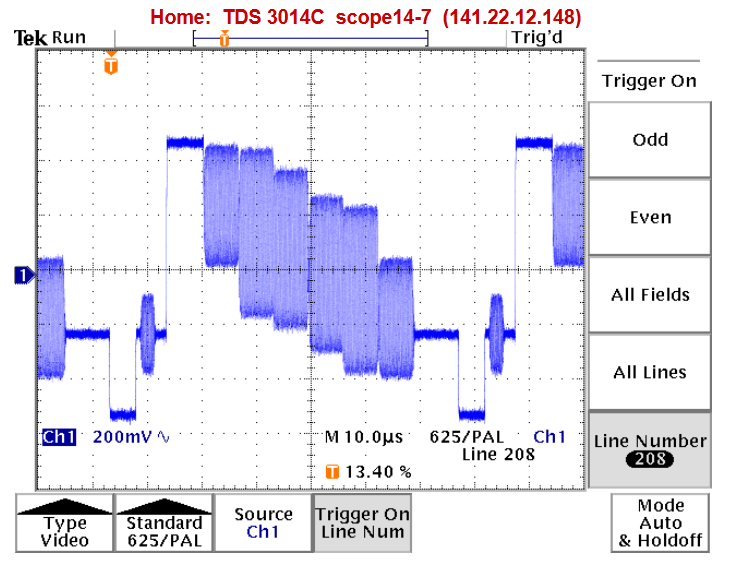 Home: TDS 3014C scope14-7 (141.22.12.148)
Tek Run
Trig'd
T
T
Trigger On
Odd
Even
All Fields
All Lines
Line Number
208
1
Ch1 200mV∿ M 10.0µs 625/PAL Ch1
Line 208
T 13.40 %
Type
Video
Standard
625/PAL
Source
Ch1
Trigger On
Line Num
Mode
Auto
& Holdoff